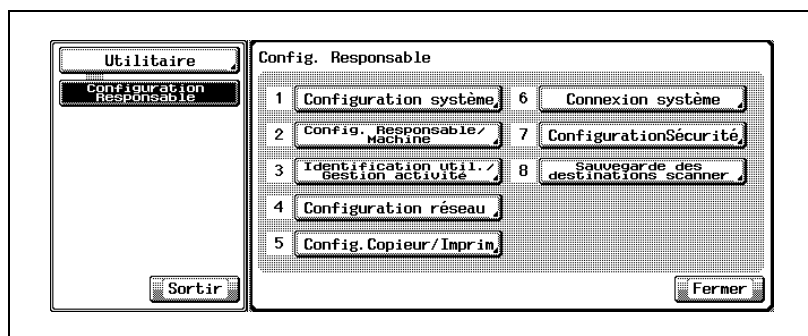 Utilitaire
Configuration
Responsable
Sortir
Config. Responsable
1 Configuration système
2 Config. Responsable/
Machine
3 Identification util./
Gestion activité
4 Configuration réseau
5 Config.Copieur/Imprim
6 Connexion système
7 ConfigurationSécurité
8 Sauvegarde des
destinations scanner
Fermer